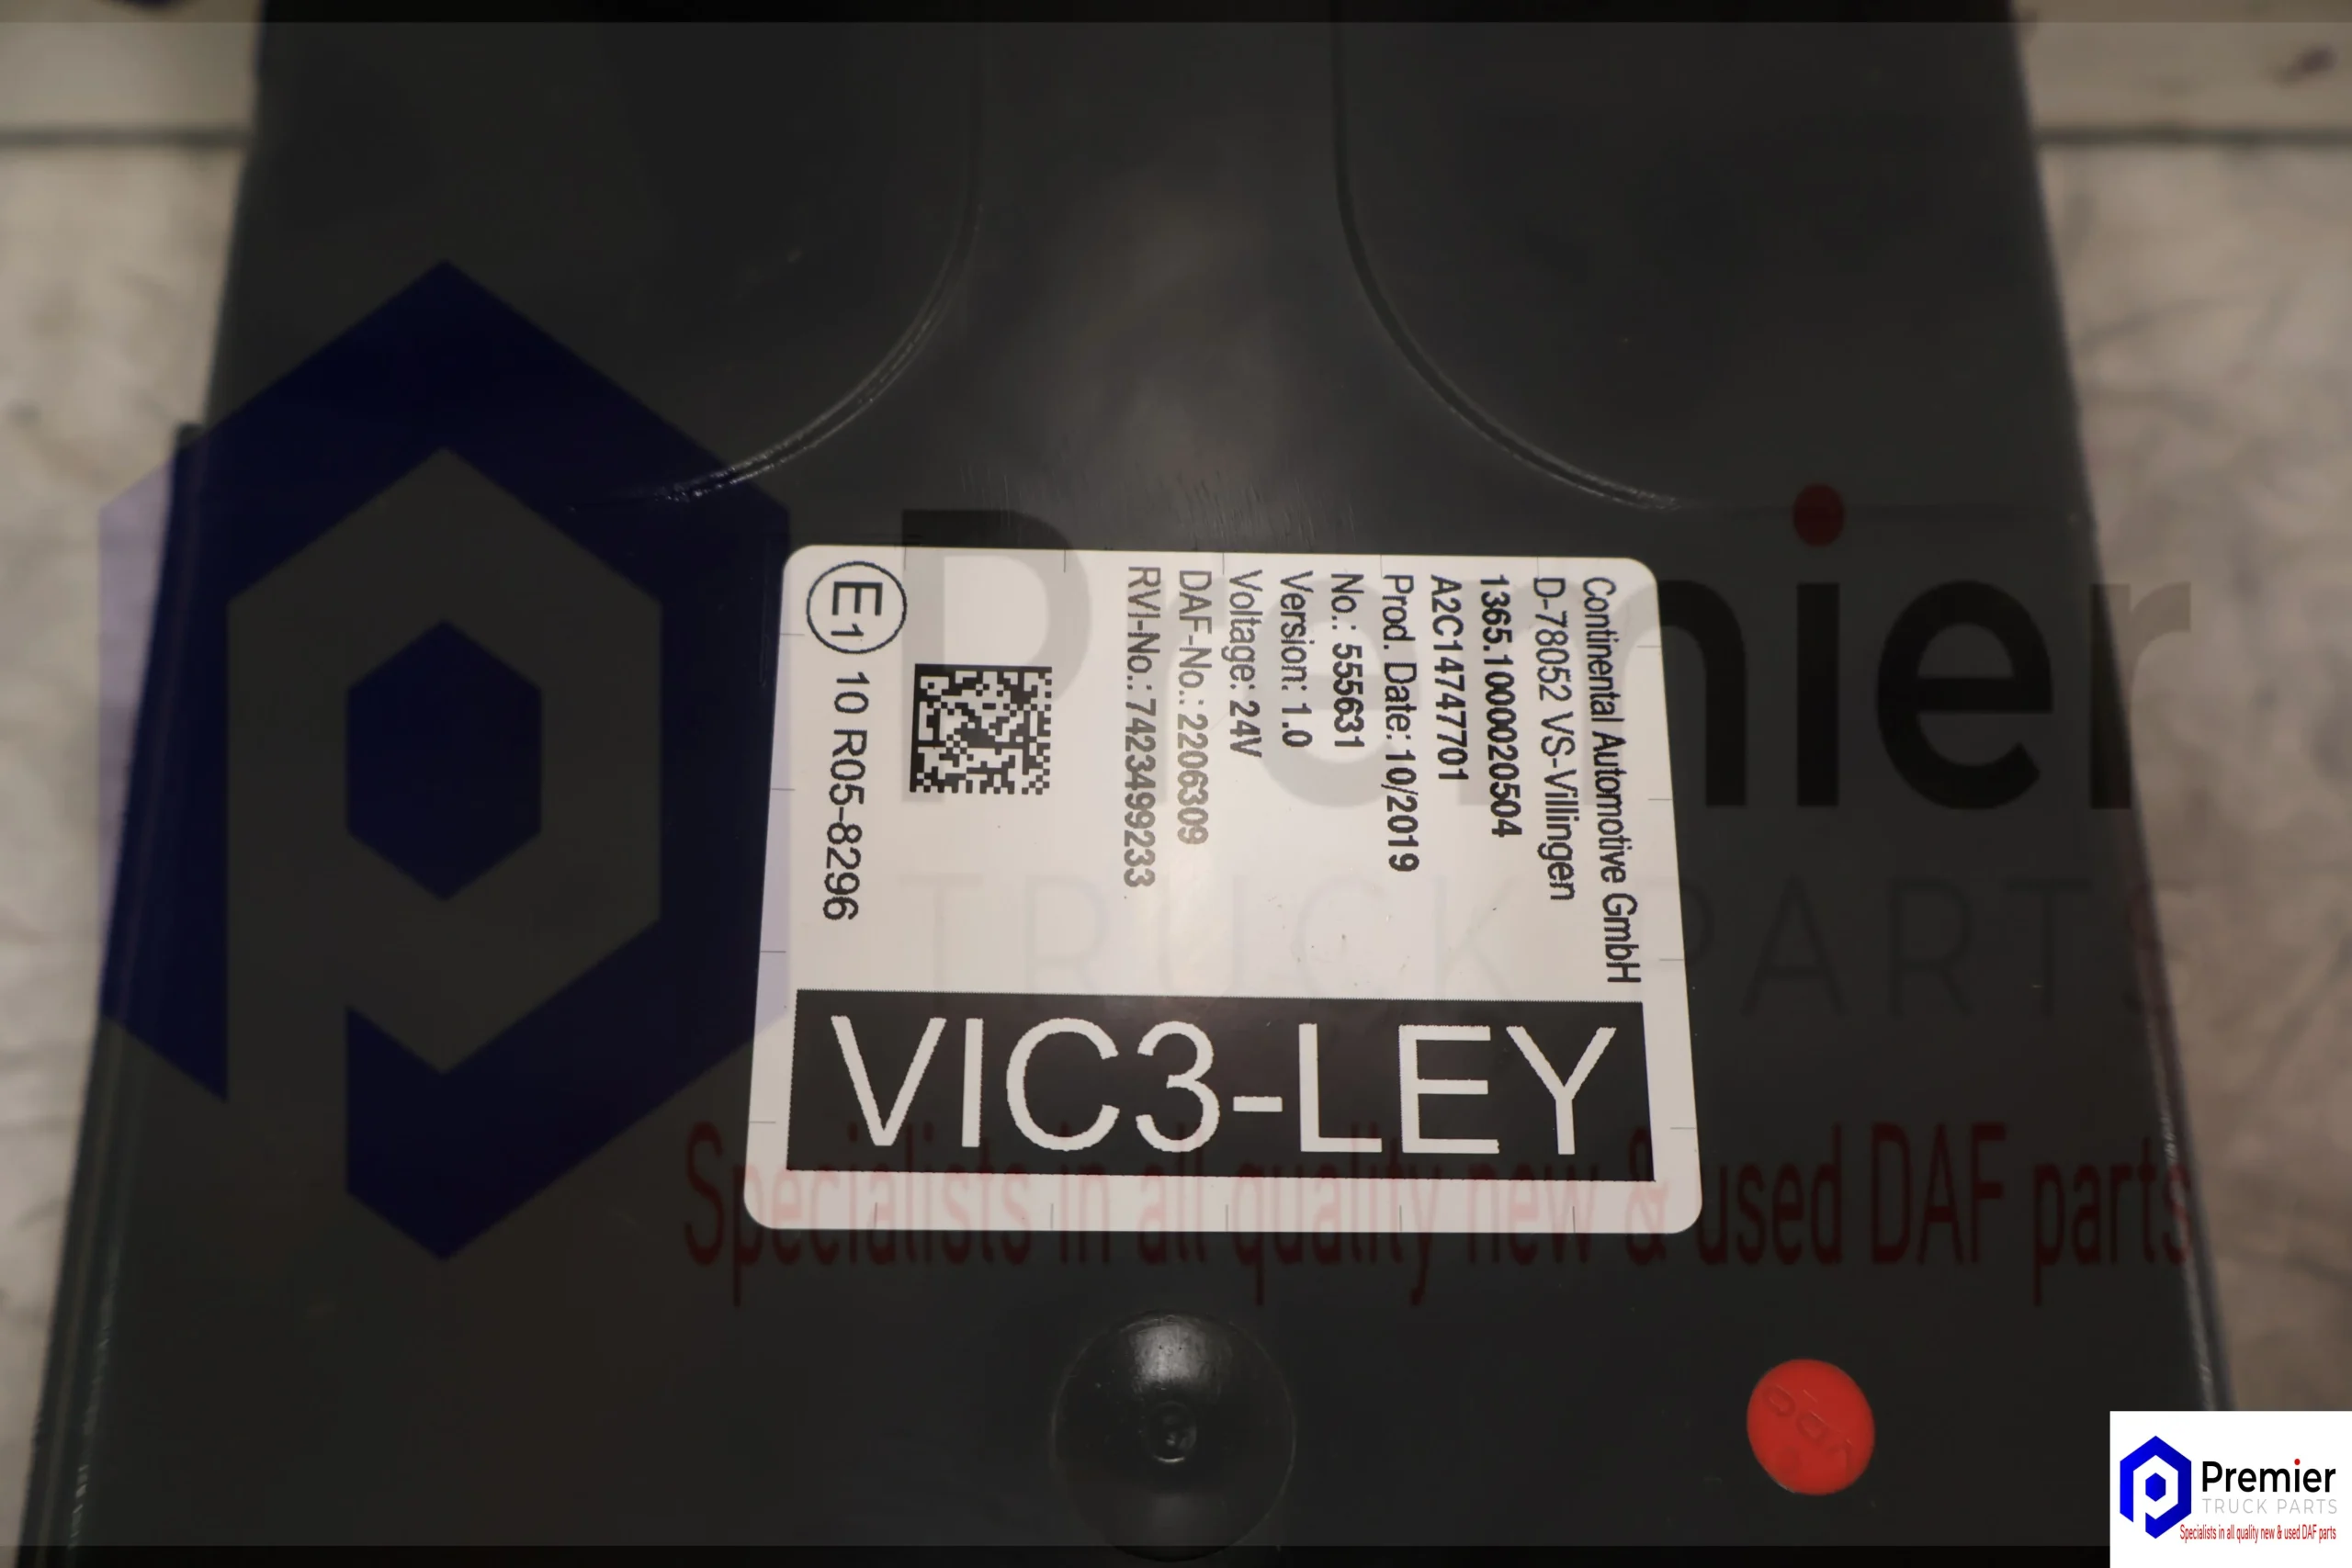 Continental Automotive GmbH
D-78052 VS-Villingen
1365.10000020504
A2C14747701
Prod. Date: 10/2019
No.: 555631
Version: 1.0
Voltage: 24V
DAF-No.: 2206309
RVI-No.: 7423499233
E1 10 R05-8296
VIC3-LEY
VDO
Premier
TRUCK PARTS
Specialists in all quality new & used DAF parts
Premier
TRUCK PARTS
Specialists in all quality new & used DAF parts